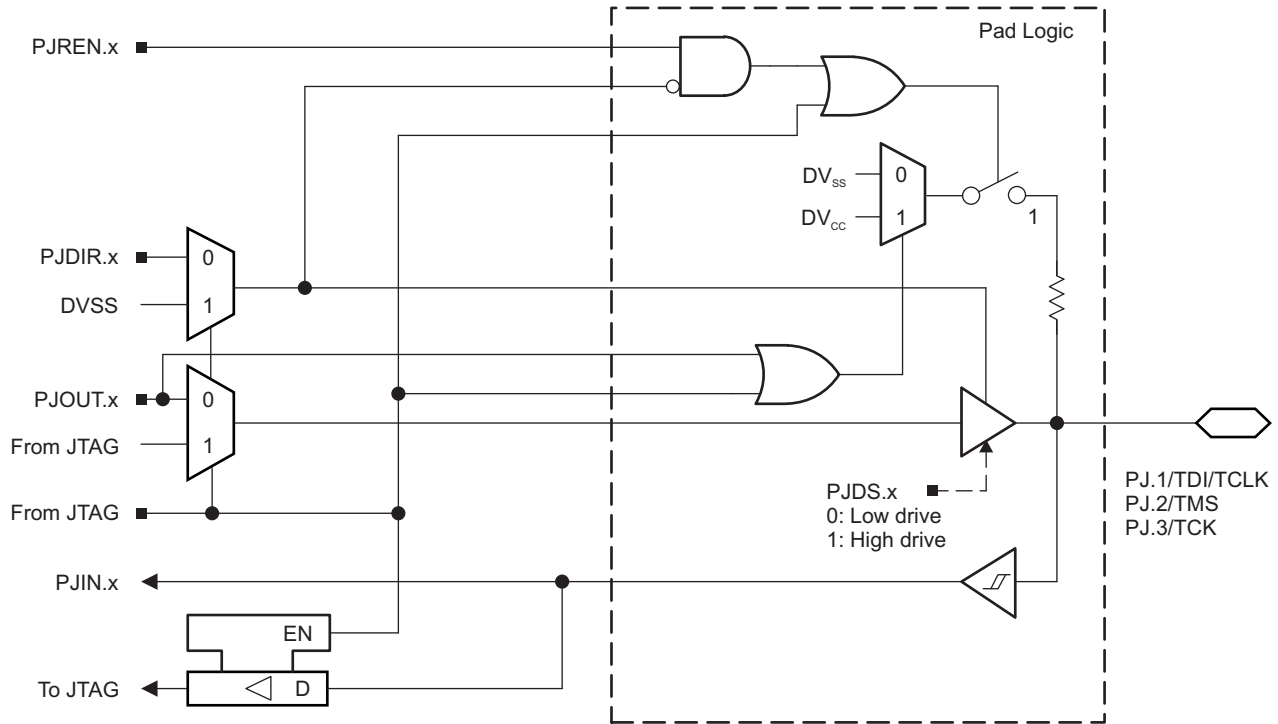 Pad Logic
PJREN.x
DVSS 0
DVCC 1
1
PJDIR.x 0
DVSS 1
PJOUT.x 0
From JTAG 1
From JTAG
PJDS.x
0: Low drive
1: High drive
PJ.1/TDI/TCLK
PJ.2/TMS
PJ.3/TCK
PJIN.x
EN
To JTAG
D